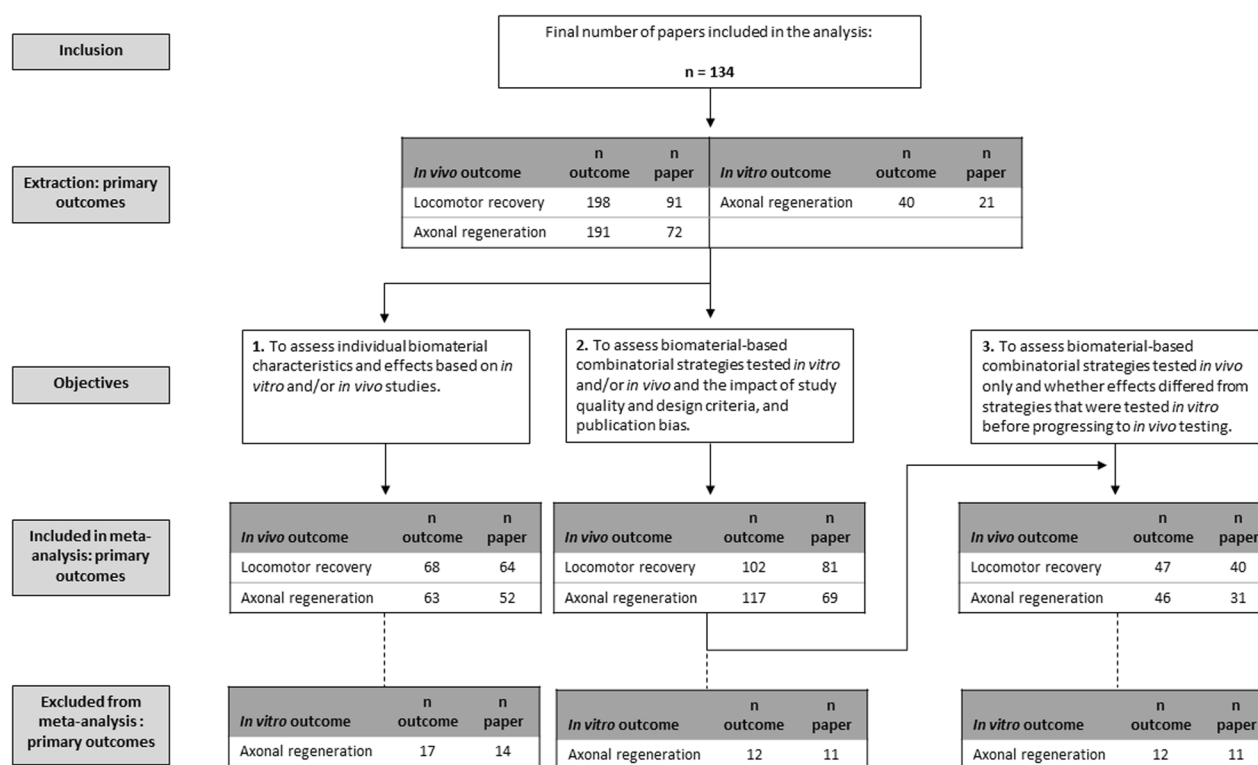 Inclusion
Final number of papers included in the analysis:
n = 134
Extraction: primary
outcomes
n n n n
In vivo outcome outcome paper In vitro outcome outcome paper
Locomotor recovery 198 91 Axonal regeneration 40 21
Axonal regeneration 191 72
Objectives
1. To assess individual biomaterial
characteristics and effects based on in
vitro and/or in vivo studies.
2. To assess biomaterial-based
combinatorial strategies tested in vitro
and/or in vivo and the impact of study
quality and design criteria, and
publication bias.
3. To assess biomaterial-based
combinatorial strategies tested in vivo
only and whether effects differed from
strategies that were tested in vitro
before progressing to in vivo testing.
Included in meta-
analysis: primary
outcomes
n n
In vivo outcome outcome paper
Locomotor recovery 68 64
Axonal regeneration 63 52
n n
In vivo outcome outcome paper
Locomotor recovery 102 81
Axonal regeneration 117 69
n n
In vivo outcome outcome paper
Locomotor recovery 47 40
Axonal regeneration 46 31
Excluded from
meta-analysis :
primary outcomes
n n
In vitro outcome outcome paper
Axonal regeneration 17 14
n n
In vitro outcome outcome paper
Axonal regeneration 12 11
n n
In vitro outcome outcome paper
Axonal regeneration 12 11